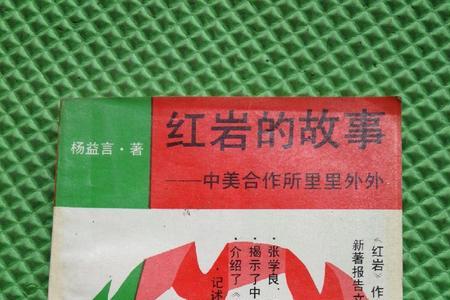 红岩的故事
——中美合作所里里外外
杨益言·著
《红岩》作
新著报告文
·张学良：
·揭示了中
·介绍了《
·记述